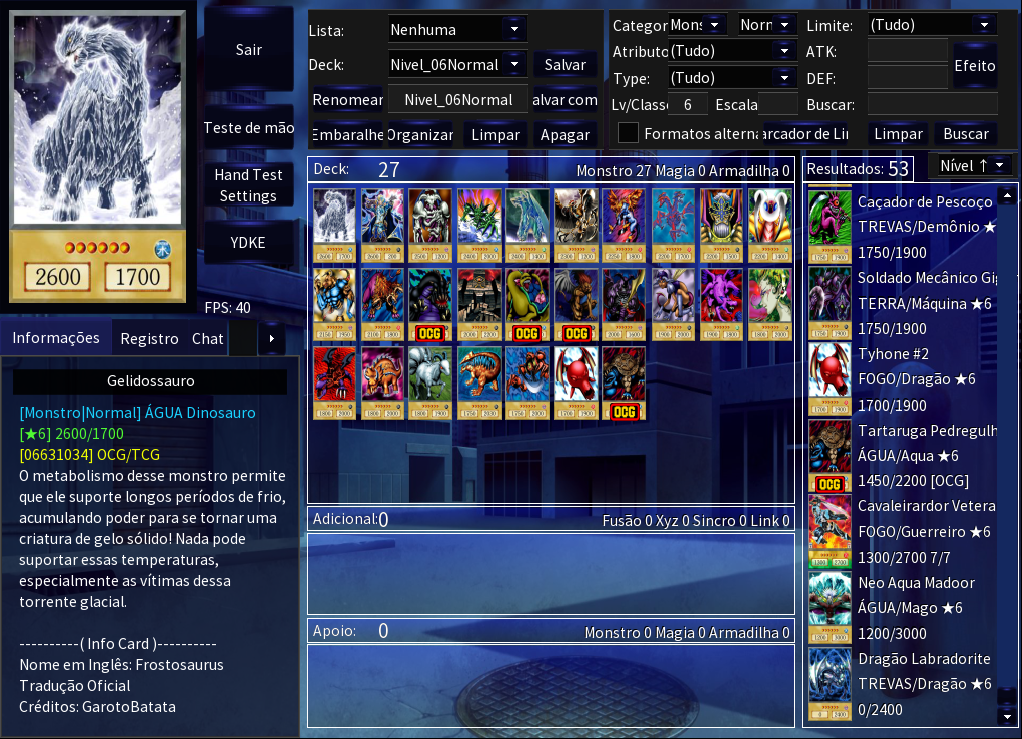 2600 1700
Sair
Teste de mão
Hand Test
Settings
YDKE
FPS: 40
Lista: Nenhuma
Deck: Nivel_06Normal Salvar
Renomear Nivel_06Normal alvar com
Embaralhe Organizar Limpar Apagar
Categor Mons Norn Limite: (Tudo)
Atributo (Tudo) ATK:
Efeito
Type: (Tudo) DEF:
Lv/Classe 6 Escala Buscar:
Formatos alterna arcador de Lin Limpar Buscar
Deck: 27 Monstro 27 Magia 0 Armadilha 0
Resultados: 53 Nível ↑
OCG OCG OCG
OCG
Adicional: 0 Fusão 0 Xyz 0 Sincro 0 Link 0
Apoio: 0 Monstro 0 Magia 0 Armadilha 0
Caçador de Pescoço
TREVAS/Demônio ★
1750/1900
Soldado Mecânico Gig
TERRA/Máquina ★6
1750/1900
Tyhone #2
FOGO/Dragão ★6
1700/1900
Tartaruga Pedregulh
ÁGUA/Aqua ★6
1450/2200 [OCG]
OCG
Cavaleirardor Vetera
FOGO/Guerreiro ★6
1300/2700 7/7
Neo Aqua Madoor
ÁGUA/Mago ★6
1200/3000
Dragão Labradorite
TREVAS/Dragão ★6
0/2400
Informações Registro Chat
Gelidossauro
[Monstro|Normal] ÁGUA Dinosauro
[★6] 2600/1700
[06631034] OCG/TCG
O metabolismo desse monstro permite
que ele suporte longos períodos de frio,
acumulando poder para se tornar uma
criatura de gelo sólido! Nada pode
suportar essas temperaturas,
especialmente as vítimas dessa
torrente glacial.
----------( Info Card )----------
Nome em Inglês: Frostosaurus
Tradução Oficial
Créditos: GarotoBatata